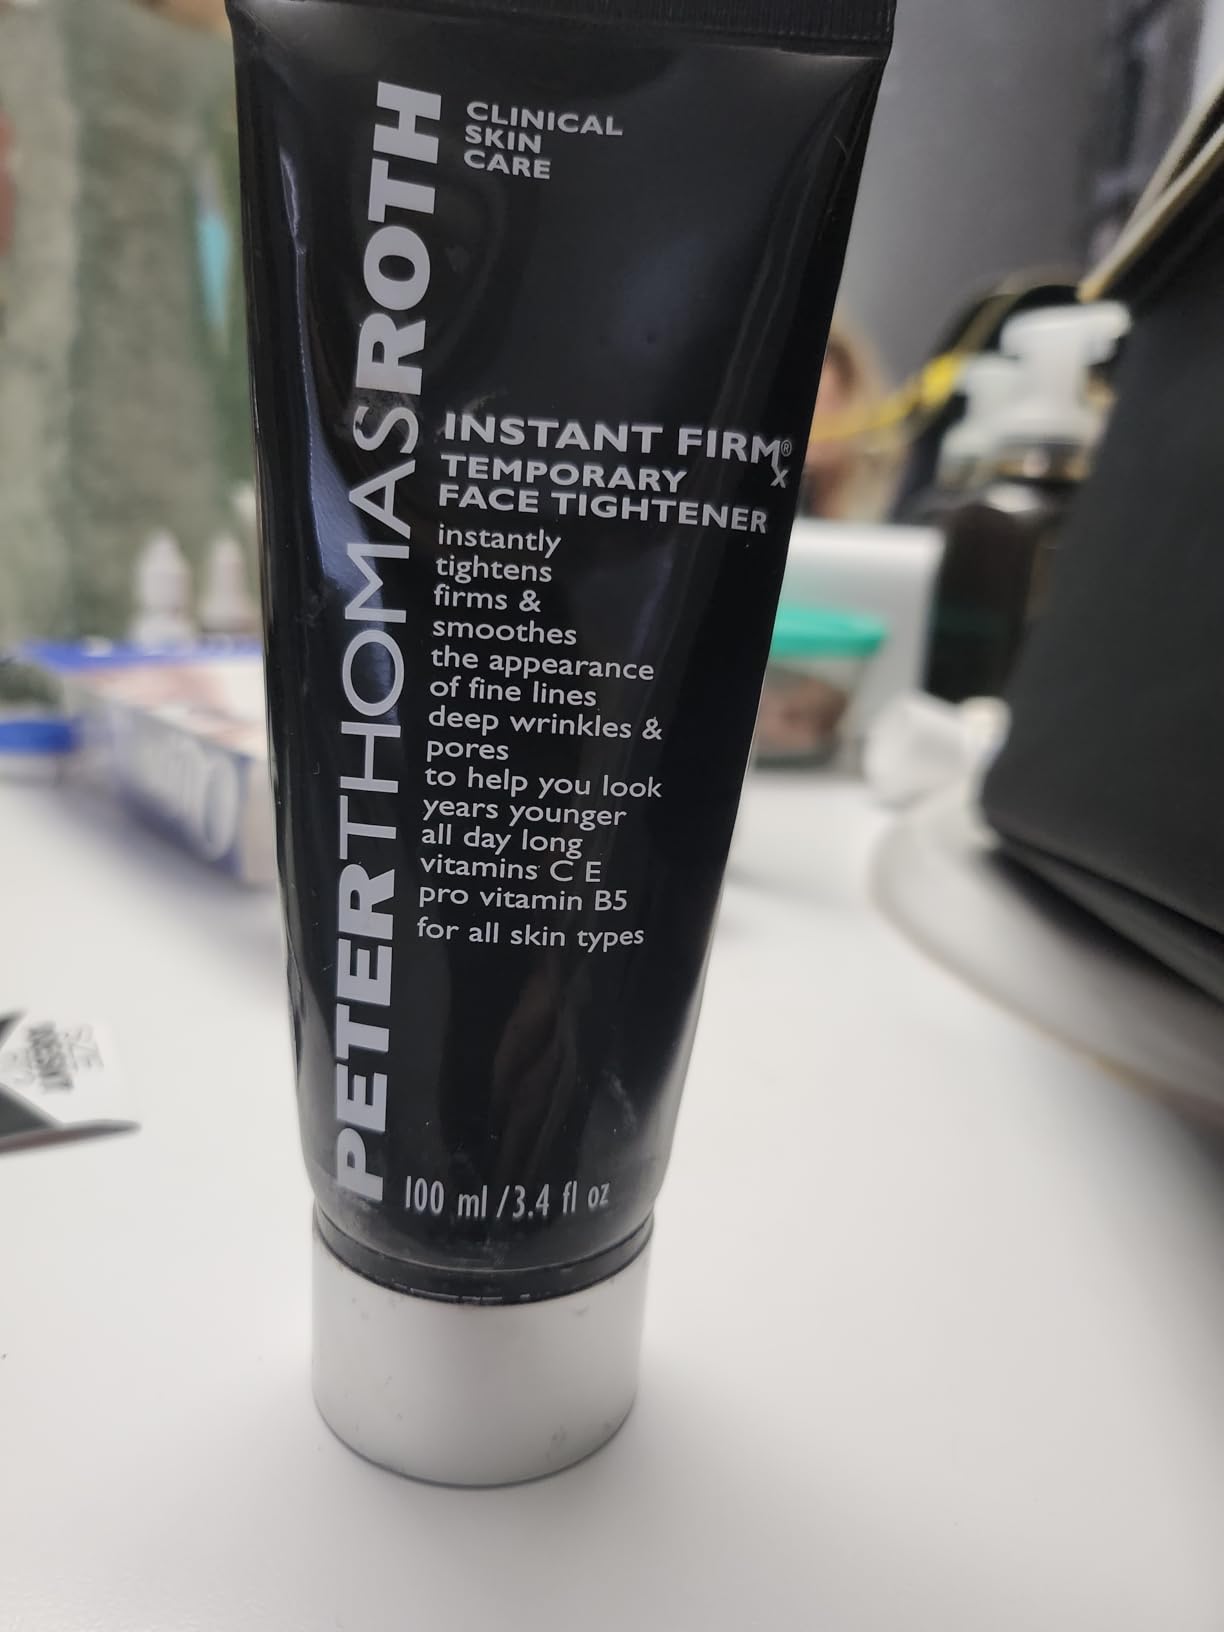 PETERTHOMASROTH
CLINICAL
SKIN
CARE
INSTANT FIRMx®
TEMPORARY
FACE TIGHTENER
instantly
tightens
firms &
smoothes
the appearance
of fine lines
deep wrinkles &
pores
to help you look
years younger
all day long
vitamins C E
pro vitamin B5
for all skin types
100 ml / 3.4 fl oz
SIZE